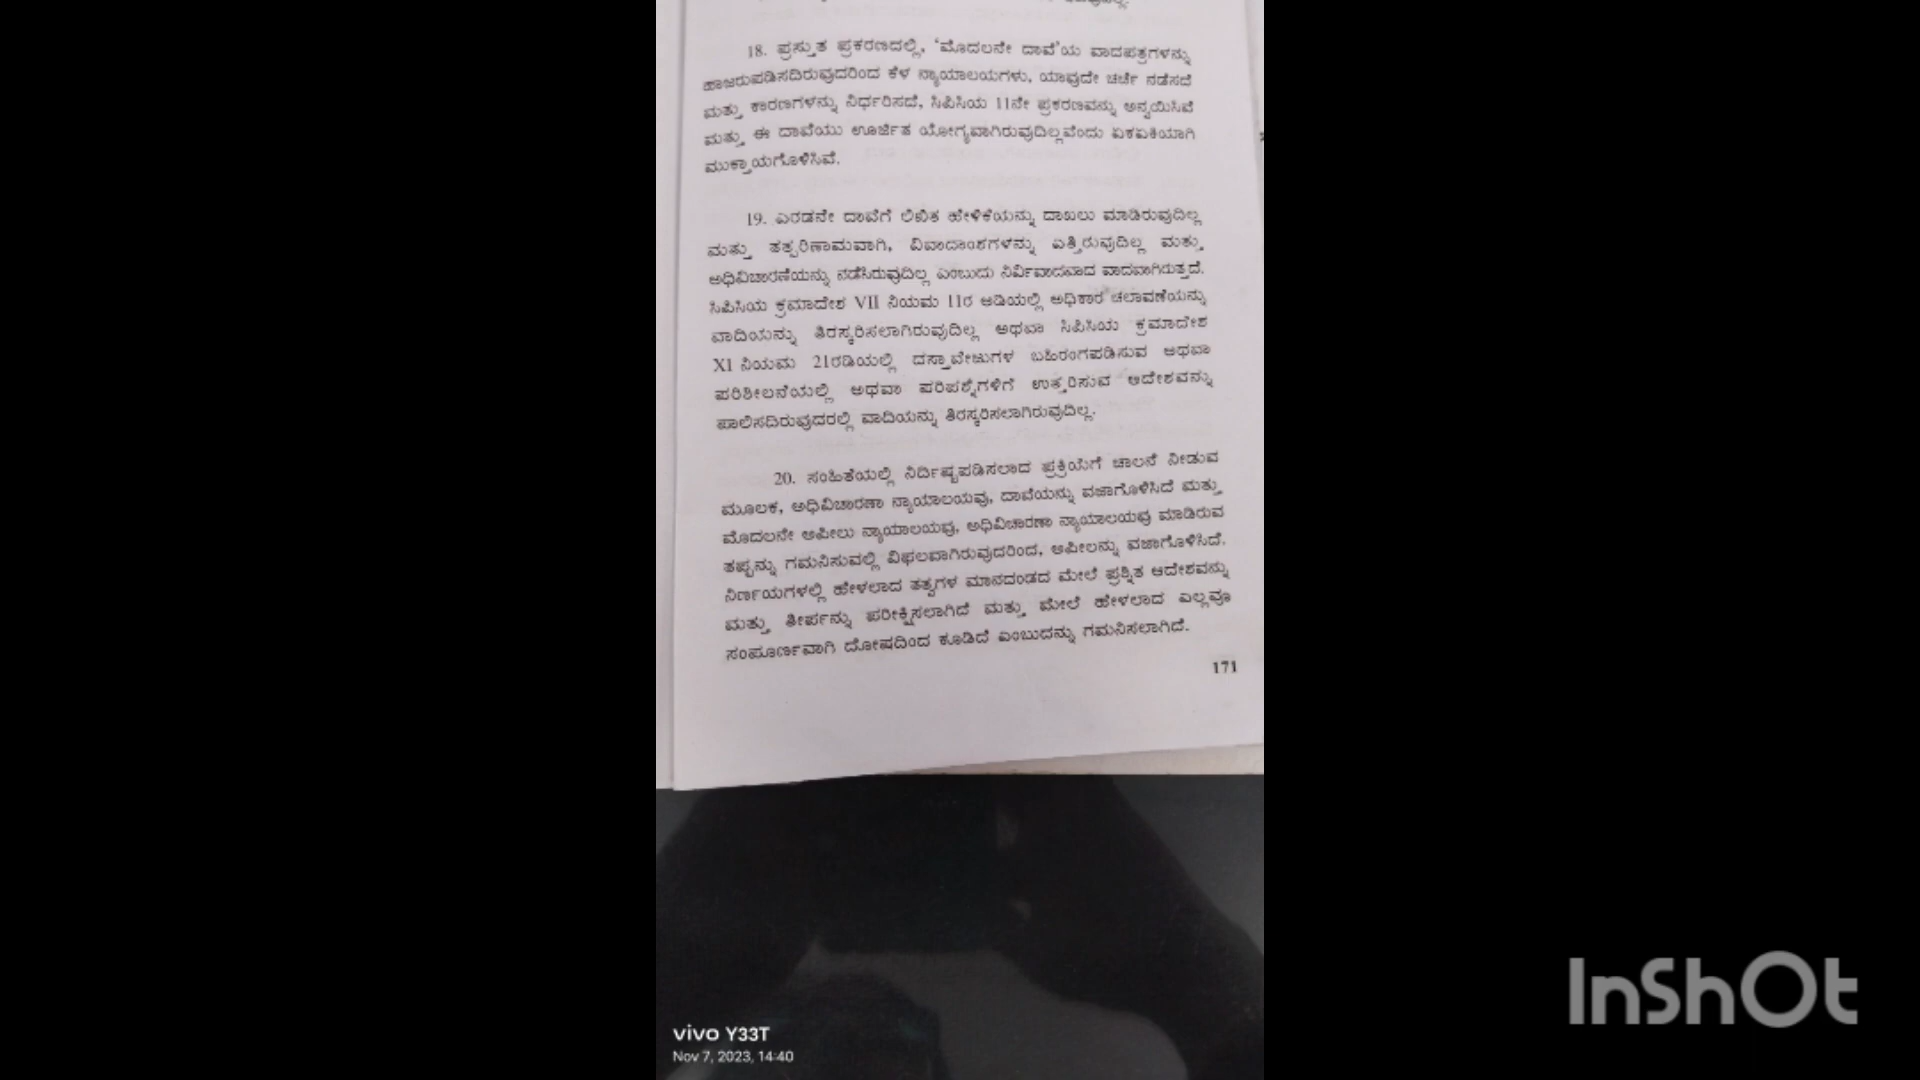 18. ಪ್ರಸ್ತುತ ಪ್ರಕರಣದಲ್ಲಿ, 'ಮೊದಲನೇ ದಾವೆ'ಯ ವಾದಪತ್ರಗಳನ್ನು
ಹಾಜರುಪಡಿಸದಿರುವುದರಿಂದ ಕೆಳ ನ್ಯಾಯಾಲಯಗಳು, ಯಾವುದೇ ಚರ್ಚೆ ನಡೆಸದೆ
ಮತ್ತು ಕಾರಣಗಳನ್ನು ನಿರ್ಧರಿಸದೆ, ಸಿಪಿಸಿಯ 11ನೇ ಪ್ರಕರಣವನ್ನು ಅನ್ವಯಿಸಿವೆ
ಮತ್ತು ಈ ದಾವೆಯು ಊರ್ಜಿತ ಯೋಗ್ಯವಾಗಿರುವುದಿಲ್ಲವೆಂದು ಏಕಏಕಿಯಾಗಿ
ಮುಕ್ತಾಯಗೊಳಿಸಿವೆ.
19. ಎರಡನೇ ದಾವೆಗೆ ಲಿಖಿತ ಹೇಳಿಕೆಯನ್ನು ದಾಖಲು ಮಾಡಿರುವುದಿಲ್ಲ
ಮತ್ತು ತತ್ಪರಿಣಾಮವಾಗಿ, ವಿವಾದಾಂಶಗಳನ್ನು ಎತ್ತಿರುವುದಿಲ್ಲ ಮತ್ತು
ಅಧಿವಿಚಾರಣೆಯನ್ನು ನಡೆಸಿರುವುದಿಲ್ಲ ಎಂಬುದು ನಿರ್ವಿವಾದವಾದ ವಾದವಾಗಿರುತ್ತದೆ.
ಸಿಪಿಸಿಯ ಕ್ರಮಾದೇಶ VII ನಿಯಮ 11ರ ಅಡಿಯಲ್ಲಿ ಅಧಿಕಾರ ಚಲಾವಣೆಯನ್ನು
ವಾದಿಯನ್ನು ತಿರಸ್ಕರಿಸಲಾಗಿರುವುದಿಲ್ಲ ಅಥವಾ ಸಿಪಿಸಿಯ ಕ್ರಮಾದೇಶ
XI ನಿಯಮ 21ರಡಿಯಲ್ಲಿ ದಸ್ತಾವೇಜುಗಳ ಬಹಿರಂಗಪಡಿಸುವ ಅಥವಾ
ಪರಿಶೀಲನೆಯಲ್ಲಿ ಅಥವಾ ಪರಿಪಶ್ನೆಗಳಿಗೆ ಉತ್ತರಿಸುವ ಆದೇಶವನ್ನು
ಪಾಲಿಸದಿರುವುದರಲ್ಲಿ ವಾದಿಯನ್ನು ತಿರಸ್ಕರಿಸಲಾಗಿರುವುದಿಲ್ಲ.
20. ಸಂಹಿತೆಯಲ್ಲಿ ನಿರ್ದಿಷ್ಟಪಡಿಸಲಾದ ಪ್ರಕ್ರಿಯೆಗೆ ಚಾಲನೆ ನೀಡುವ
ಮೂಲಕ, ಅಧಿವಿಚಾರಣಾ ನ್ಯಾಯಾಲಯವು, ದಾವೆಯನ್ನು ವಜಾಗೊಳಿಸಿದೆ ಮತ್ತು
ಮೊದಲನೇ ಅಪೀಲು ನ್ಯಾಯಾಲಯವು, ಅಧಿವಿಚಾರಣಾ ನ್ಯಾಯಾಲಯವು ಮಾಡಿರುವ
ತಪ್ಪನ್ನು ಗಮನಿಸುವಲ್ಲಿ ವಿಫಲವಾಗಿರುವುದರಿಂದ, ಅಪೀಲನ್ನು ವಜಾಗೊಳಿಸಿದೆ.
ನಿರ್ಣಯಗಳಲ್ಲಿ ಹೇಳಲಾದ ತತ್ವಗಳ ಮಾನದಂಡದ ಮೇಲೆ ಪ್ರಶ್ನಿತ ಆದೇಶವನ್ನು
ಮತ್ತು ತೀರ್ಪನ್ನು ಪರೀಕ್ಷಿಸಲಾಗಿದೆ ಮತ್ತು ಮೇಲೆ ಹೇಳಲಾದ ಎಲ್ಲವೂ
ಸಂಪೂರ್ಣವಾಗಿ ದೋಷದಿಂದ ಕೂಡಿದೆ ಎಂಬುದನ್ನು ಗಮನಿಸಲಾಗಿದೆ.
171
vivo Y33T
Nov 7, 2023, 14:40
InShOt